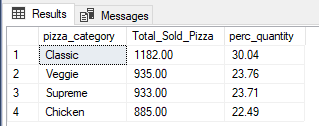 Results Messages
pizza_category Total_Sold_Pizza perc_quantity
1 Classic 1182.00 30.04
2 Veggie 935.00 23.76
3 Supreme 933.00 23.71
4 Chicken 885.00 22.49